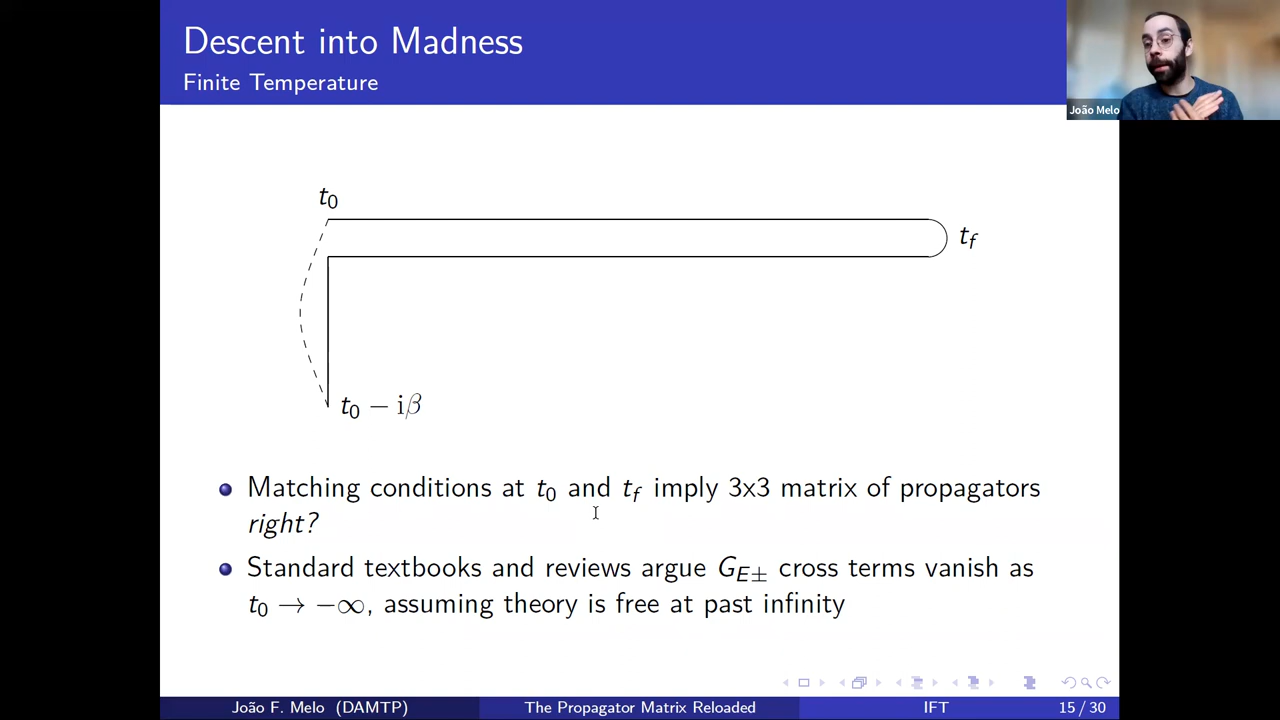 Descent into Madness
Finite Temperature
João Melo
t0
tf
t0 − iβ
Matching conditions at t0 and tf imply 3x3 matrix of propagators
right?
Standard textbooks and reviews argue GE± cross terms vanish as
t0 → −∞, assuming theory is free at past infinity
João F. Melo (DAMTP) The Propagator Matrix Reloaded IFT 15 / 30